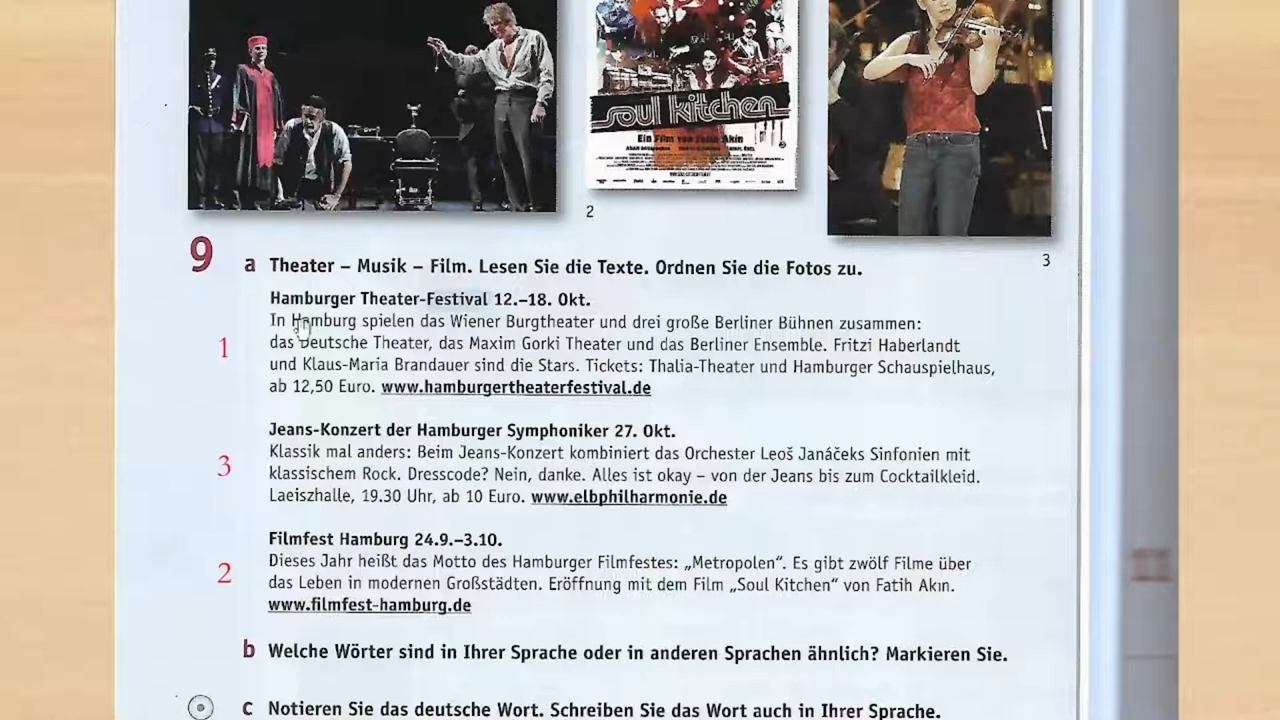 soul kitchen
Ein Film von Fatih Akin
2
3
9 a Theater – Musik – Film. Lesen Sie die Texte. Ordnen Sie die Fotos zu.
Hamburger Theater-Festival 12.–18. Okt.
In Hamburg spielen das Wiener Burgtheater und drei große Berliner Bühnen zusammen:
1 das Deutsche Theater, das Maxim Gorki Theater und das Berliner Ensemble. Fritzi Haberlandt
und Klaus-Maria Brandauer sind die Stars. Tickets: Thalia-Theater und Hamburger Schauspielhaus,
ab 12,50 Euro. www.hamburgertheaterfestival.de
Jeans-Konzert der Hamburger Symphoniker 27. Okt.
Klassik mal anders: Beim Jeans-Konzert kombiniert das Orchester Leoš Janáčeks Sinfonien mit
3 klassischem Rock. Dresscode? Nein, danke. Alles ist okay – von der Jeans bis zum Cocktailkleid.
Laeiszhalle, 19.30 Uhr, ab 10 Euro. www.elbphilharmonie.de
Filmfest Hamburg 24.9.–3.10.
Dieses Jahr heißt das Motto des Hamburger Filmfestes: „Metropolen“. Es gibt zwölf Filme über
2 das Leben in modernen Großstädten. Eröffnung mit dem Film „Soul Kitchen“ von Fatih Akın.
www.filmfest-hamburg.de
b Welche Wörter sind in Ihrer Sprache oder in anderen Sprachen ähnlich? Markieren Sie.
c Notieren Sie das deutsche Wort. Schreiben Sie das Wort auch in Ihrer Sprache.